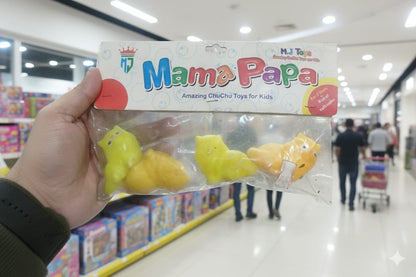 MJ
M.J Toys
Mama Papa
Amazing ChuChu Toys for Kids